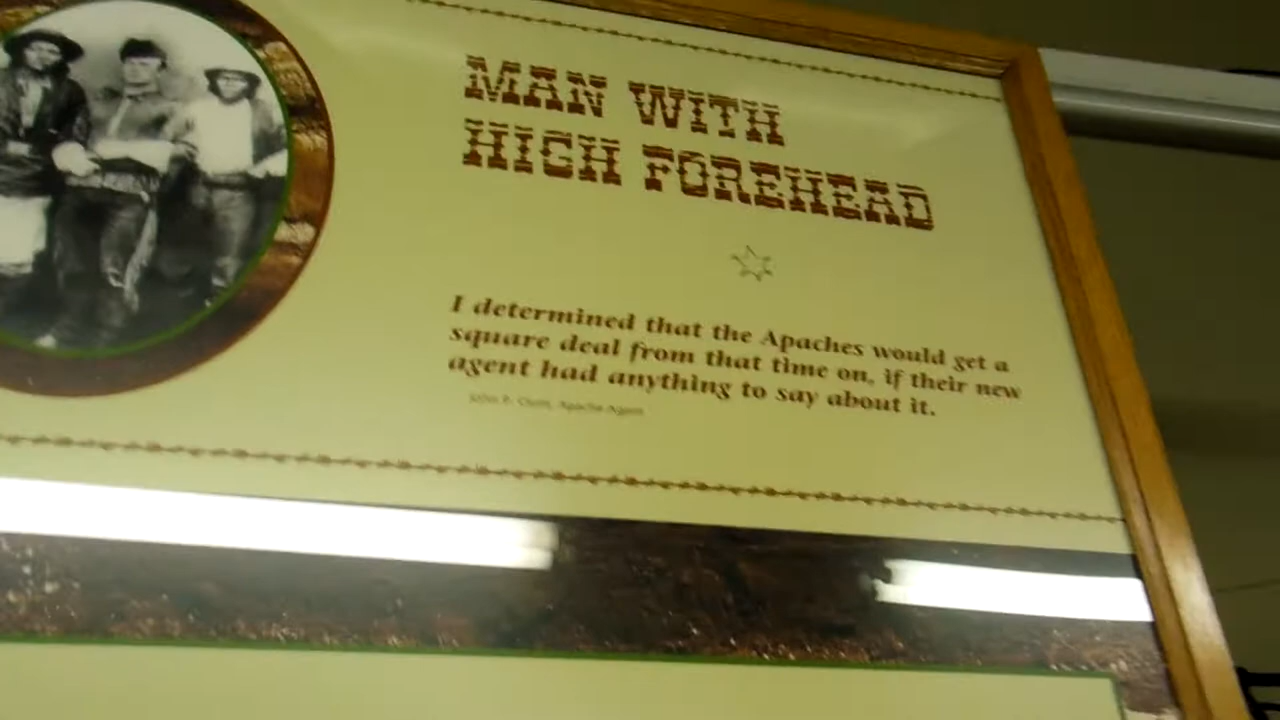 MAN WITH
HIGH FOREHEAD
I determined that the Apaches would get a
square deal from that time on, if their new
agent had anything to say about it.
John P. Clum, Apache Agent